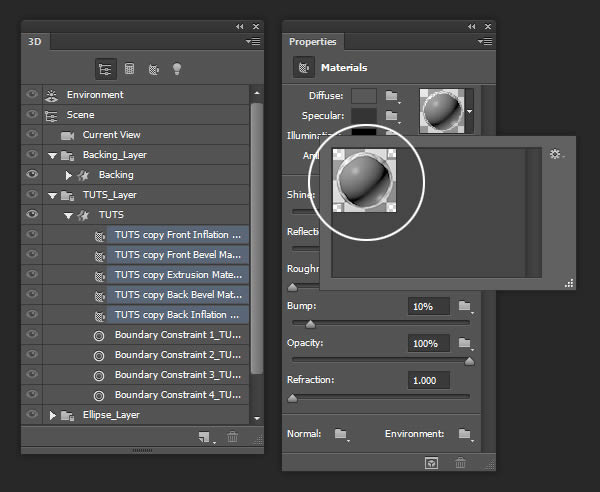 3D
Environment
Scene
Current View
Backing_Layer
Backing
TUTS_Layer
TUTS
TUTS copy Front Inflation ...
TUTS copy Front Bevel Ma...
TUTS copy Extrusion Mate...
TUTS copy Back Bevel Mat...
TUTS copy Back Inflation ...
Boundary Constraint 1_TU...
Boundary Constraint 2_TU...
Boundary Constraint 3_TU...
Boundary Constraint 4_TU...
Ellipse_Layer
Properties
Materials
Diffuse:
Specular:
Illumination
Am
Shine:
Reflecti
Rough
Bump: 10%
Opacity: 100%
Refraction: 1.000
Normal: Environment: